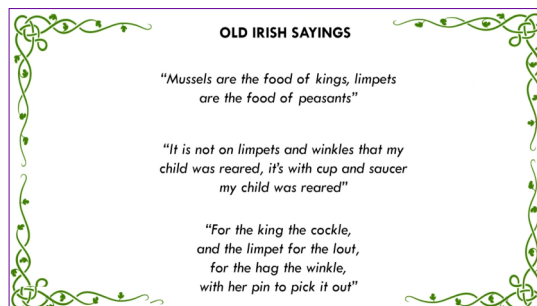 OLD IRISH SAYINGS
“Mussels are the food of kings, limpets
are the food of peasants”
“It is not on limpets and winkles that my
child was reared, it’s with cup and saucer
my child was reared”
“For the king the cockle,
and the limpet for the lout,
for the hag the winkle,
with her pin to pick it out”